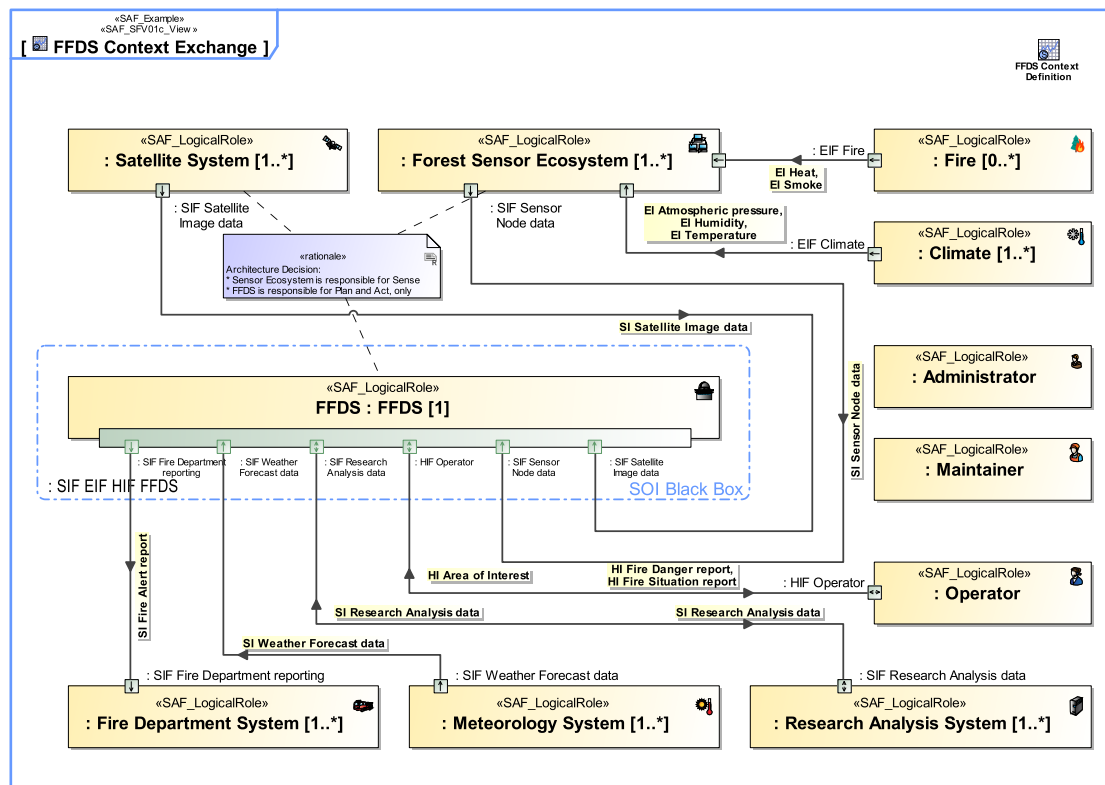 «SAF_Example»
«SAF_SFV01c_View»
[ FFDS Context Exchange ]
FFDS Context
Definition
«SAF_LogicalRole»
: Satellite System [1..*]
«SAF_LogicalRole»
: Forest Sensor Ecosystem [1..*]
«SAF_LogicalRole»
: Fire [0..*]
: EIF Fire
EI Heat,
EI Smoke
: SIF Satellite
Image data
: SIF Sensor
Node data
EI Atmospheric pressure,
EI Humidity,
EI Temperature
: EIF Climate
«SAF_LogicalRole»
: Climate [1..*]
«rationale»
Architecture Decision:
* Sensor Ecosystem is responsible for Sense
* FFDS is responsible for Plan and Act, only
SI Satellite Image data
SI Sensor Node data
«SAF_LogicalRole»
: Administrator
«SAF_LogicalRole»
FFDS : FFDS [1]
«SAF_LogicalRole»
: Maintainer
: SIF Fire Department
reporting
: SIF Weather
Forecast data
: SIF Research
Analysis data
: HIF Operator
: SIF Sensor
Node data
: SIF Satellite
Image data
: SIF EIF HIF FFDS
SOI Black Box
SI Fire Alert report
HI Area of Interest
HI Fire Danger report,
HI Fire Situation report
: HIF Operator
«SAF_LogicalRole»
: Operator
SI Research Analysis data
SI Research Analysis data
SI Weather Forecast data
: SIF Fire Department reporting
: SIF Weather Forecast data
: SIF Research Analysis data
«SAF_LogicalRole»
: Fire Department System [1..*]
«SAF_LogicalRole»
: Meteorology System [1..*]
«SAF_LogicalRole»
: Research Analysis System [1..*]